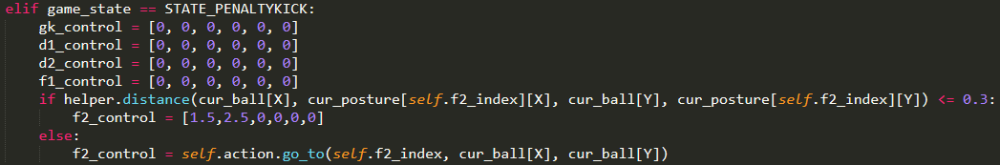 elif game_state == STATE_PENALTYKICK:
    gk_control = [0, 0, 0, 0, 0, 0]
    d1_control = [0, 0, 0, 0, 0, 0]
    d2_control = [0, 0, 0, 0, 0, 0]
    f1_control = [0, 0, 0, 0, 0, 0]
    if helper.distance(cur_ball[X], cur_posture[self.f2_index][X], cur_ball[Y], cur_posture[self.f2_index][Y]) <= 0.3:
        f2_control = [1.5,2.5,0,0,0,0]
    else:
        f2_control = self.action.go_to(self.f2_index, cur_ball[X], cur_ball[Y])